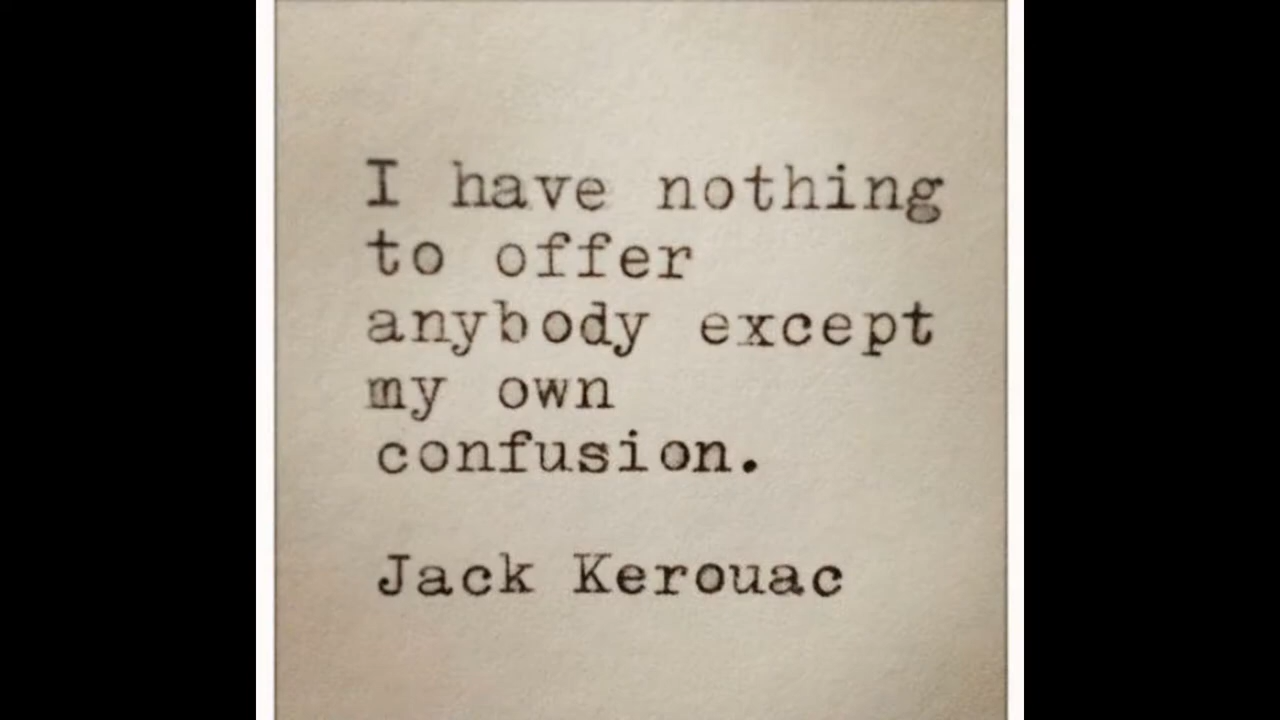 I have nothing
to offer
anybody except
my own
confusion.
Jack Kerouac